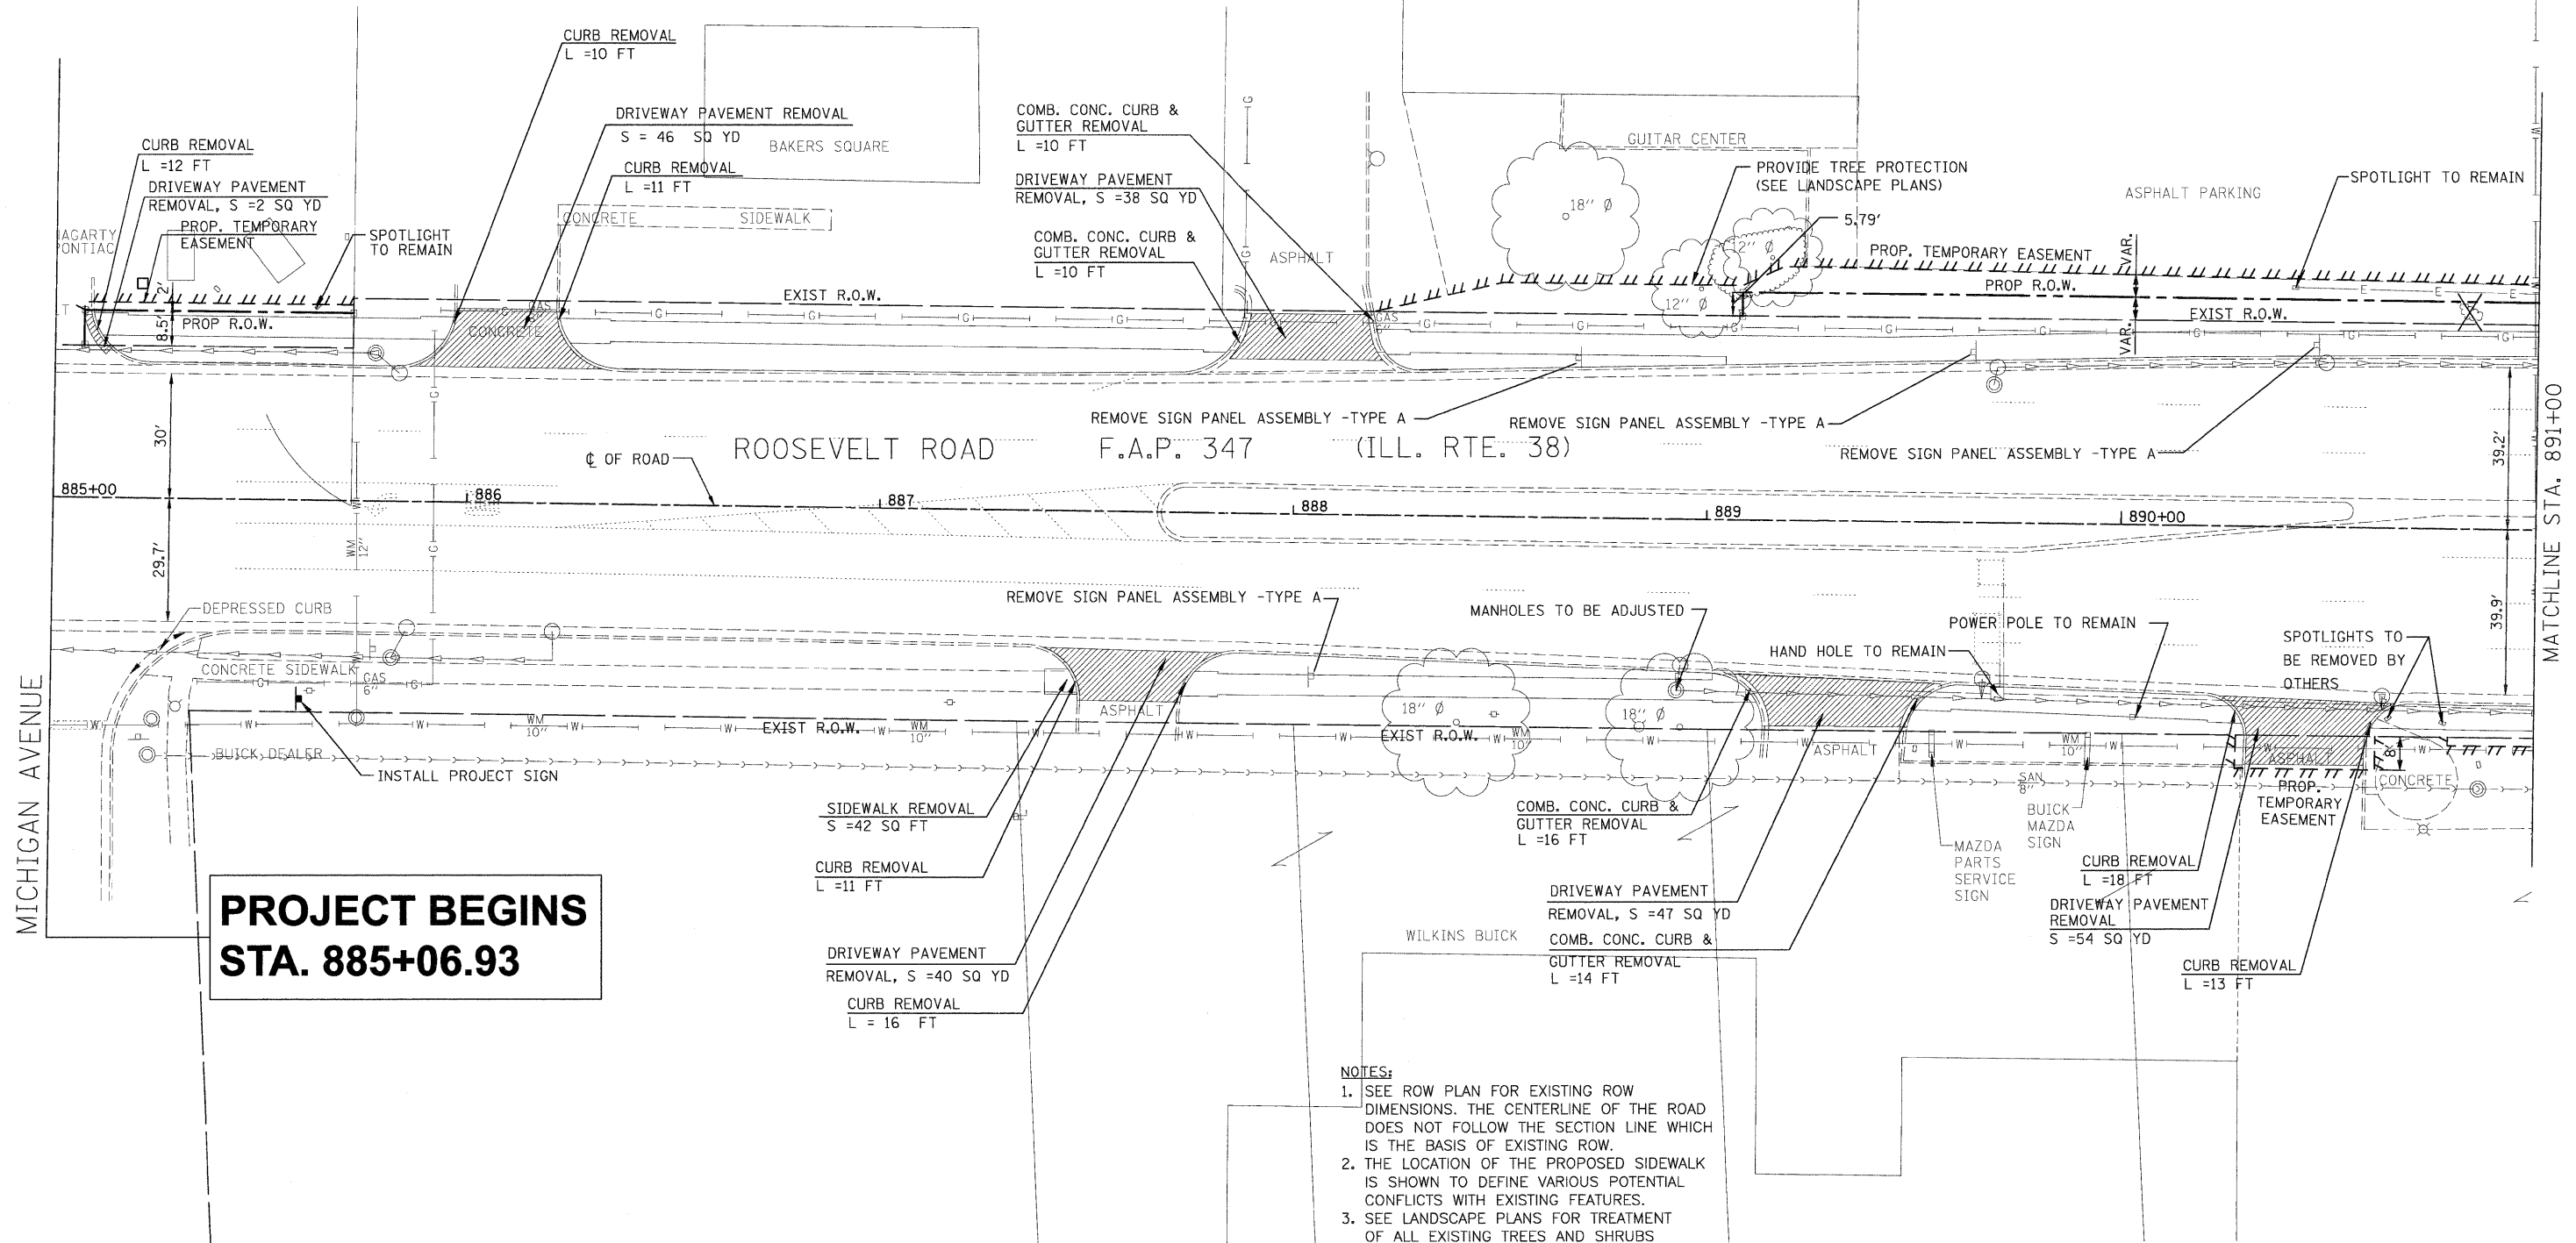 CURB REMOVAL
L =10 FT
DRIVEWAY PAVEMENT REMOVAL
S = 46 SQ YD
BAKERS SQUARE
CURB REMOVAL
L =11 FT
CURB REMOVAL
L =12 FT
DRIVEWAY PAVEMENT
REMOVAL, S =2 SQ YD
PROP. TEMPORARY
EASEMENT
SPOTLIGHT
TO REMAIN
AGARTY
PONTIAC
CONCRETE SIDEWALK
COMB. CONC. CURB &
GUTTER REMOVAL
L =10 FT
DRIVEWAY PAVEMENT
REMOVAL, S =38 SQ YD
COMB. CONC. CURB &
GUTTER REMOVAL
L =10 FT
ASPHALT
GUITAR CENTER
PROVIDE TREE PROTECTION
(SEE LANDSCAPE PLANS)
18" Ø
5.79'
12" Ø
12" Ø
ASPHALT PARKING
SPOTLIGHT TO REMAIN
PROP. TEMPORARY EASEMENT
VAR.
PROP R.O.W.
EXIST R.O.W.
VAR.
2'
8.5'
PROP R.O.W.
EXIST R.O.W.
GAS
CONCRETE
GAS
6"
REMOVE SIGN PANEL ASSEMBLY -TYPE A
REMOVE SIGN PANEL ASSEMBLY -TYPE A
REMOVE SIGN PANEL ASSEMBLY -TYPE A
30'
39.2'
ROOSEVELT ROAD F.A.P. 347 (ILL. RTE. 38)
℄ OF ROAD
885+00
886
887
888
889
890+00
MATCHLINE STA. 891+00
29.7'
WM
12"
39.9'
DEPRESSED CURB
REMOVE SIGN PANEL ASSEMBLY -TYPE A
MANHOLES TO BE ADJUSTED
POWER POLE TO REMAIN
HAND HOLE TO REMAIN
SPOTLIGHTS TO
BE REMOVED BY
OTHERS
CONCRETE SIDEWALK
GAS
6"
MICHIGAN AVENUE
BUICK DEALER
INSTALL PROJECT SIGN
WM
10"
EXIST R.O.W.
WM
10"
ASPHALT
18" Ø
EXIST R.O.W.
WM
10"
18" Ø
ASPHALT
WM
10"
SAN
8"
ASPHALT
8'
CONCRETE
PROP.
TEMPORARY
EASEMENT
SIDEWALK REMOVAL
S =42 SQ FT
CURB REMOVAL
L =11 FT
DRIVEWAY PAVEMENT
REMOVAL, S =40 SQ YD
CURB REMOVAL
L = 16 FT
COMB. CONC. CURB &
GUTTER REMOVAL
L =16 FT
DRIVEWAY PAVEMENT
REMOVAL, S =47 SQ YD
WILKINS BUICK
COMB. CONC. CURB &
GUTTER REMOVAL
L =14 FT
MAZDA
PARTS
SERVICE
SIGN
BUICK
MAZDA
SIGN
CURB REMOVAL
L =18 FT
DRIVEWAY PAVEMENT
REMOVAL
S =54 SQ YD
CURB REMOVAL
L =13 FT
PROJECT BEGINS
STA. 885+06.93
NOTES:
1. SEE ROW PLAN FOR EXISTING ROW
DIMENSIONS. THE CENTERLINE OF THE ROAD
DOES NOT FOLLOW THE SECTION LINE WHICH
IS THE BASIS OF EXISTING ROW.
2. THE LOCATION OF THE PROPOSED SIDEWALK
IS SHOWN TO DEFINE VARIOUS POTENTIAL
CONFLICTS WITH EXISTING FEATURES.
3. SEE LANDSCAPE PLANS FOR TREATMENT
OF ALL EXISTING TREES AND SHRUBS